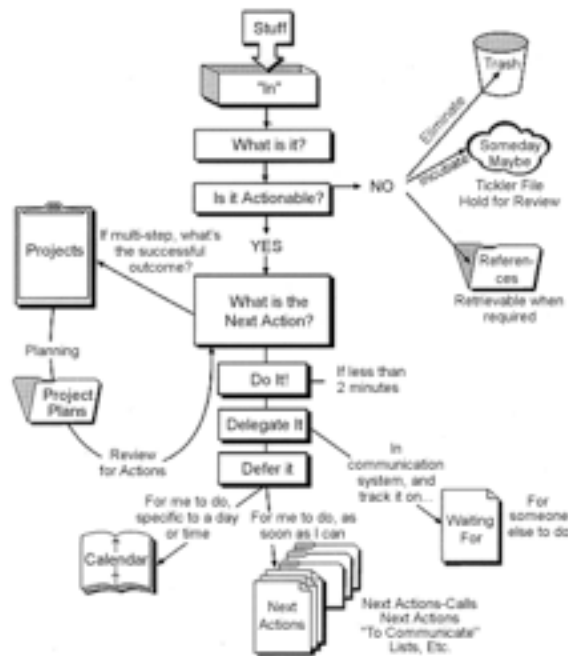 Stuff
"In"
What is it?
Is it Actionable?
NO
Eliminate
Trash
Incubate
Someday
Maybe
Tickler File
Hold for Review
Referen-
ces
Retrievable when
required
YES
If multi-step, what's
the successful
outcome?
Projects
Planning
Project
Plans
Review
for Actions
What is the
Next Action?
Do It!
If less than
2 minutes
Delegate It
In
communication
system, and
track it on...
Waiting
For
For
someone
else to do
Defer it
For me to do,
specific to a day
or time
Calendar
For me to do, as
soon as I can
Next
Actions
Next Actions-Calls
Next Actions
"To Communicate"
Lists, Etc.